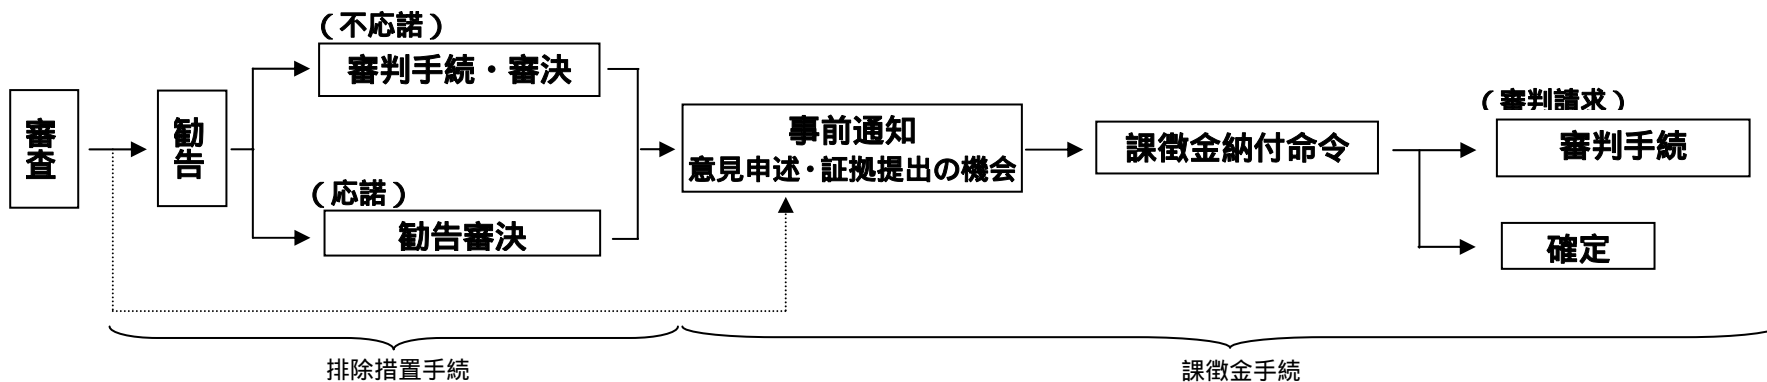 審査
勧告
（不応諾）
審判手続・審決
（応諾）
勧告審決
事前通知
意見申述・証拠提出の機会
課徴金納付命令
（審判請求）
審判手続
確定
排除措置手続
課徴金手続